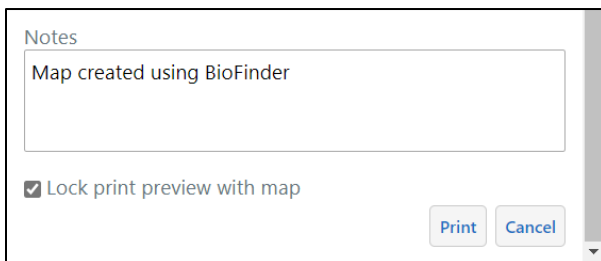 Notes
Map created using BioFinder
Lock print preview with map
Print Cancel